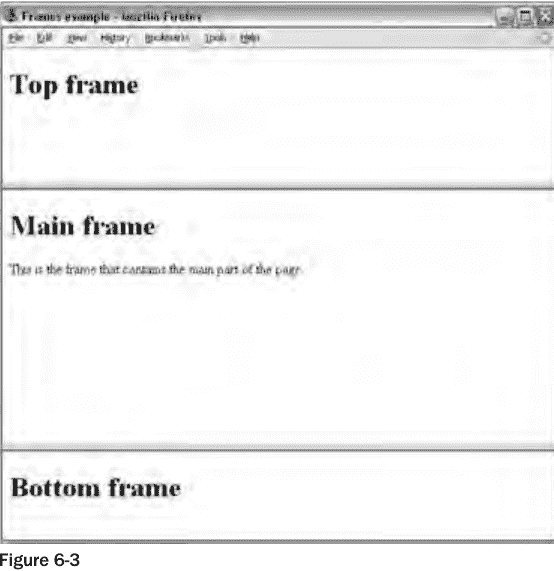 Frames example - Mozilla Firefox
File Edit View History Bookmarks Tools Help
Top frame
Main frame
This is the frame that contains the main part of the page
Bottom frame
Figure 6-3